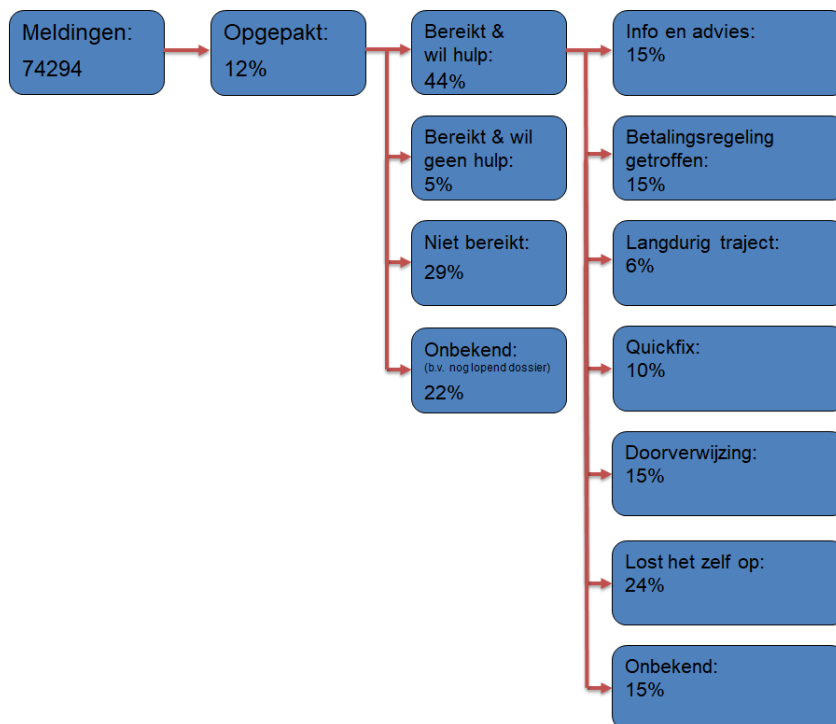 Meldingen:
74294
Opgepakt:
12%
Bereikt &
wil hulp:
44%
Bereikt & wil
geen hulp:
5%
Niet bereikt:
29%
Onbekend:
(b.v. nog lopend dossier)
22%
Info en advies:
15%
Betalingsregeling
getroffen:
15%
Langdurig traject:
6%
Quickfix:
10%
Doorverwijzing:
15%
Lost het zelf op:
24%
Onbekend:
15%